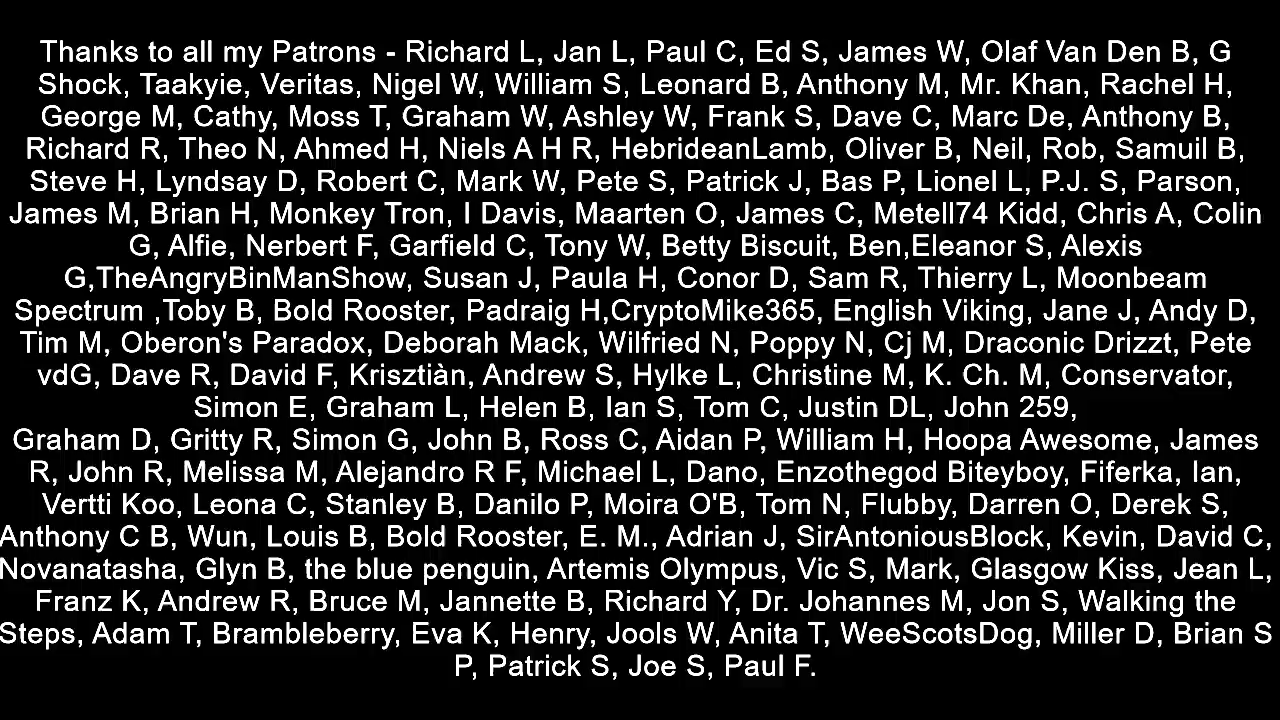 Thanks to all my Patrons - Richard L, Jan L, Paul C, Ed S, James W, Olaf Van Den B, G
Shock, Taakyie, Veritas, Nigel W, William S, Leonard B, Anthony M, Mr. Khan, Rachel H,
George M, Cathy, Moss T, Graham W, Ashley W, Frank S, Dave C, Marc De, Anthony B,
Richard R, Theo N, Ahmed H, Niels A H R, HebrideanLamb, Oliver B, Neil, Rob, Samuil B,
Steve H, Lyndsay D, Robert C, Mark W, Pete S, Patrick J, Bas P, Lionel L, P.J. S, Parson,
James M, Brian H, Monkey Tron, I Davis, Maarten O, James C, Metell74 Kidd, Chris A, Colin
G, Alfie, Nerbert F, Garfield C, Tony W, Betty Biscuit, Ben,Eleanor S, Alexis
G,TheAngryBinManShow, Susan J, Paula H, Conor D, Sam R, Thierry L, Moonbeam
Spectrum ,Toby B, Bold Rooster, Padraig H,CryptoMike365, English Viking, Jane J, Andy D,
Tim M, Oberon's Paradox, Deborah Mack, Wilfried N, Poppy N, Cj M, Draconic Drizzt, Pete
vdG, Dave R, David F, Krisztiàn, Andrew S, Hylke L, Christine M, K. Ch. M, Conservator,
Simon E, Graham L, Helen B, Ian S, Tom C, Justin DL, John 259,
Graham D, Gritty R, Simon G, John B, Ross C, Aidan P, William H, Hoopa Awesome, James
R, John R, Melissa M, Alejandro R F, Michael L, Dano, Enzothegod Biteyboy, Fiferka, Ian,
Vertti Koo, Leona C, Stanley B, Danilo P, Moira O'B, Tom N, Flubby, Darren O, Derek S,
Anthony C B, Wun, Louis B, Bold Rooster, E. M., Adrian J, SirAntoniousBlock, Kevin, David C,
Novanatasha, Glyn B, the blue penguin, Artemis Olympus, Vic S, Mark, Glasgow Kiss, Jean L,
Franz K, Andrew R, Bruce M, Jannette B, Richard Y, Dr. Johannes M, Jon S, Walking the
Steps, Adam T, Brambleberry, Eva K, Henry, Jools W, Anita T, WeeScotsDog, Miller D, Brian S
P, Patrick S, Joe S, Paul F.